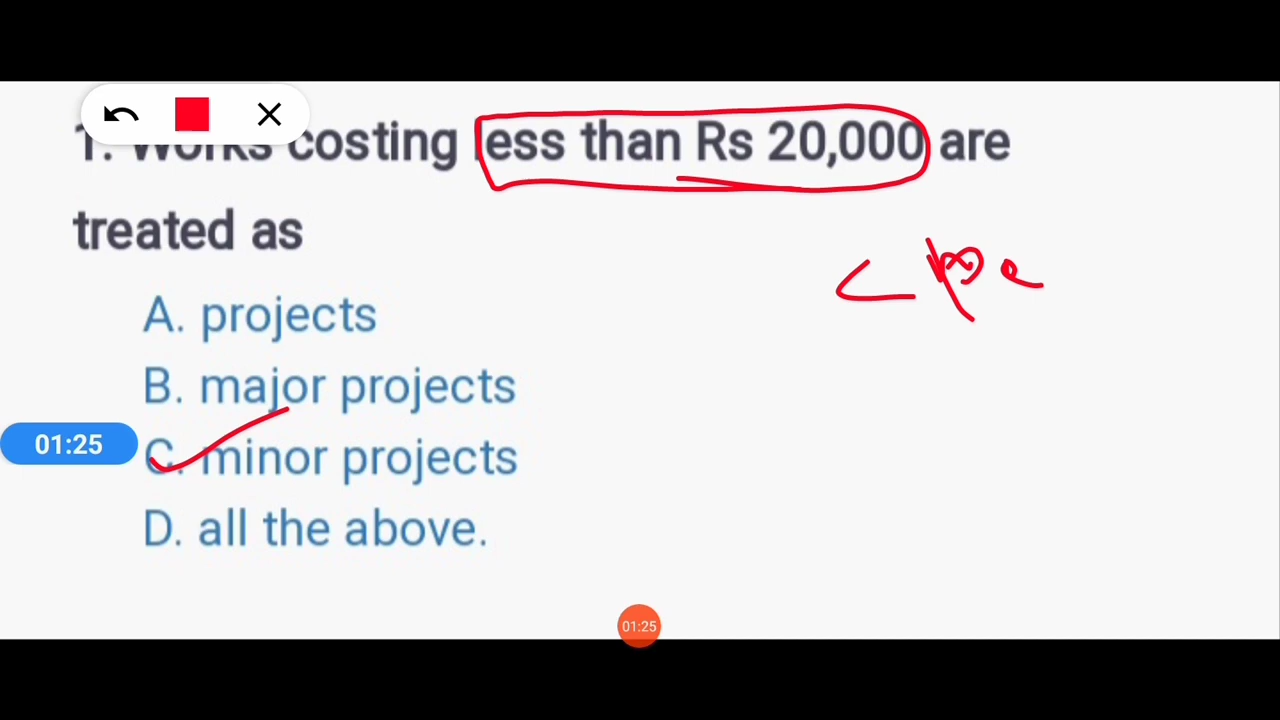 1. Works costing less than Rs 20,000 are
treated as
A. projects
B. major projects
C. minor projects
D. all the above.
01:25
01:25